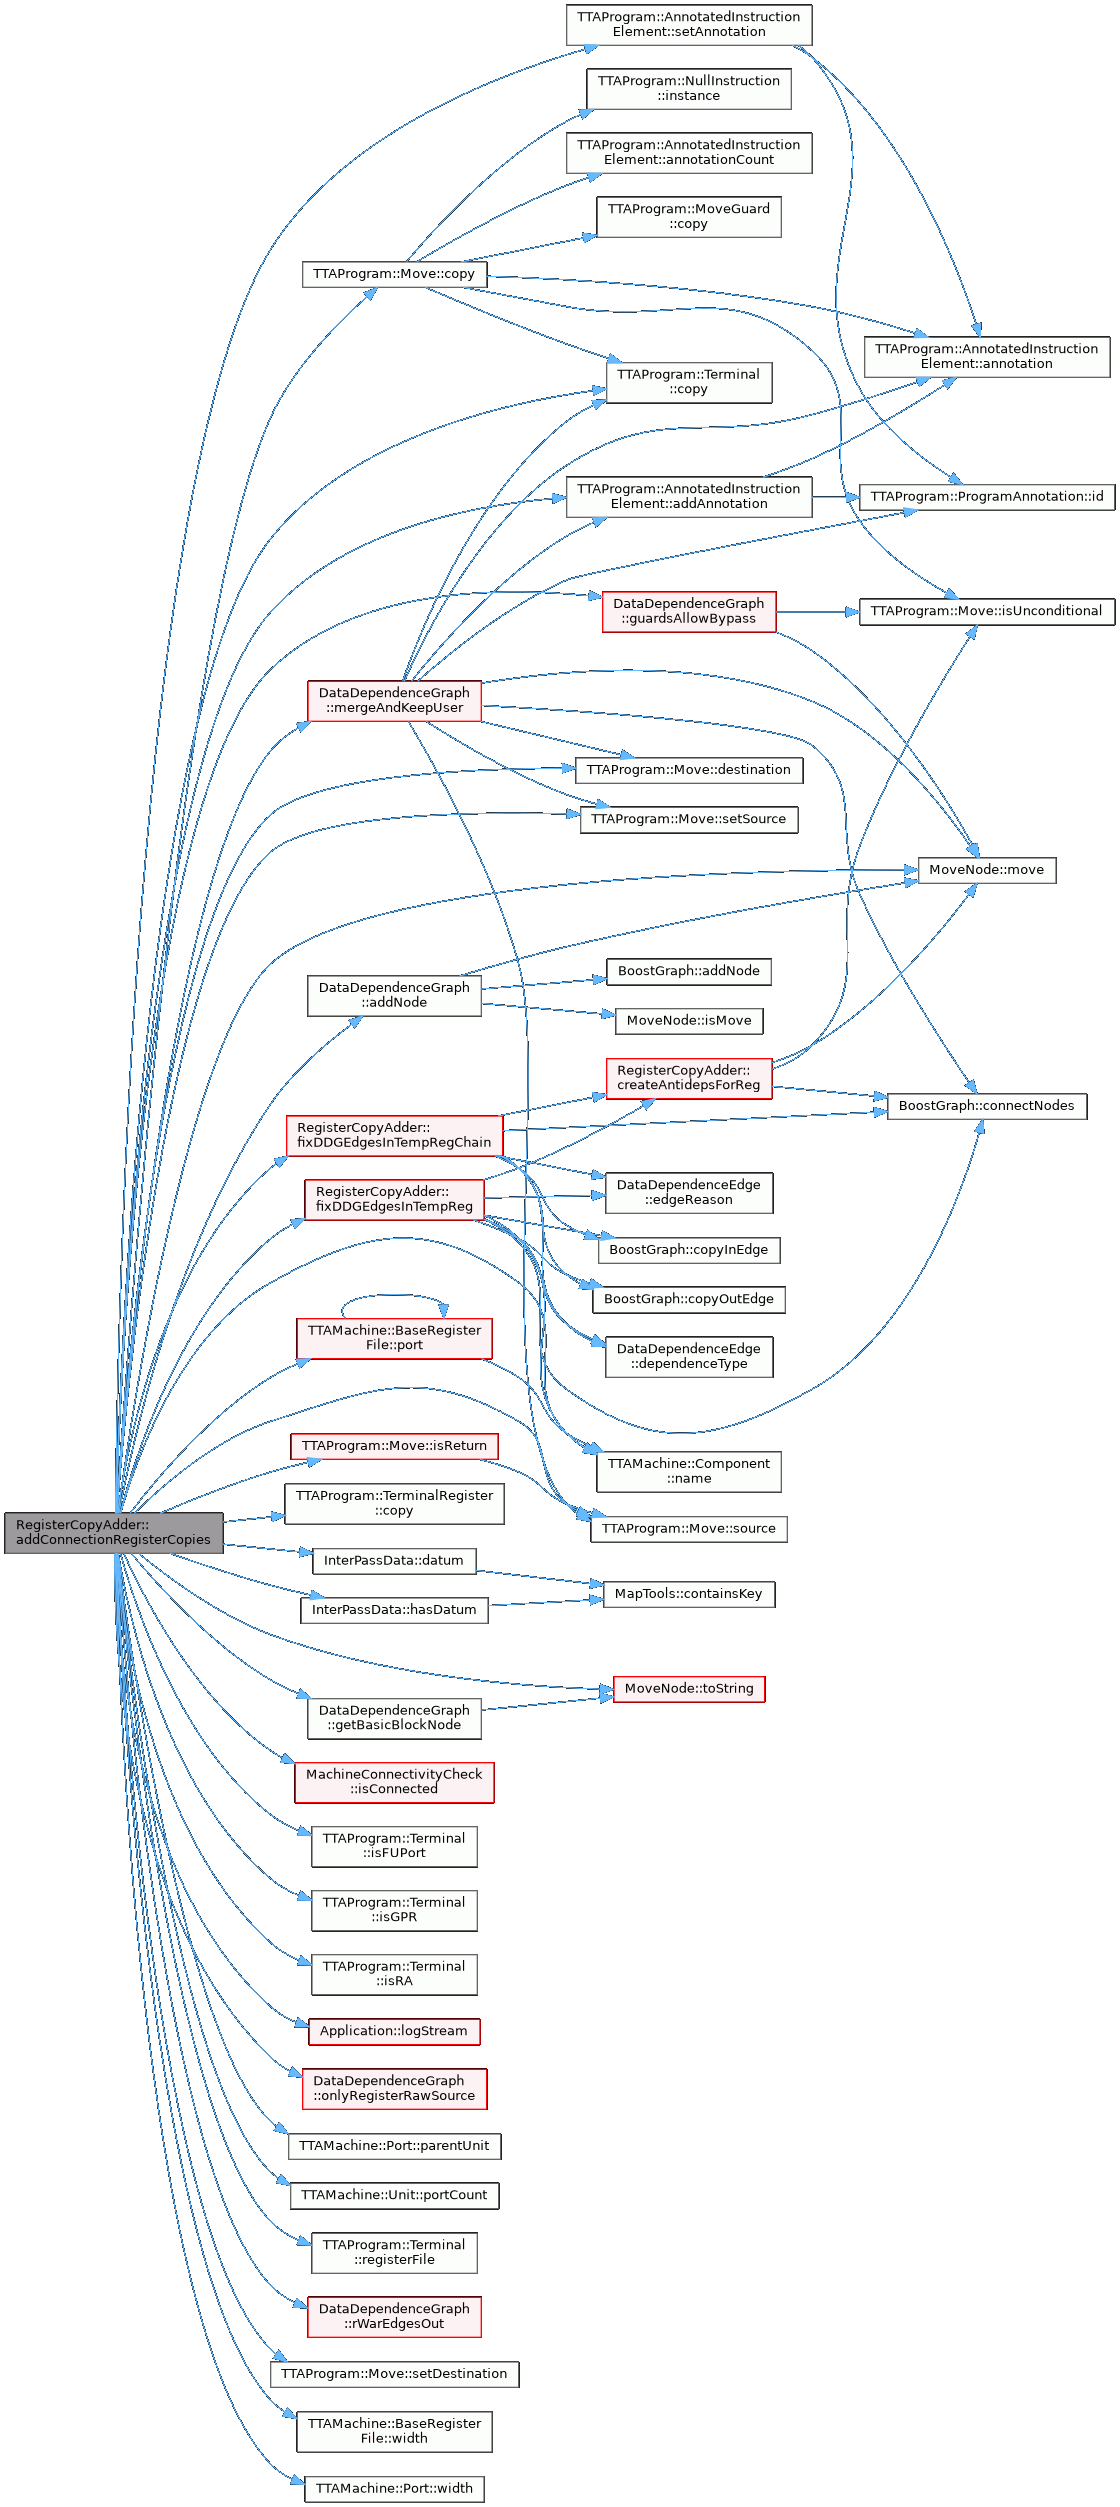 TTAProgram::AnnotatedInstruction
Element::setAnnotation
TTAProgram::NullInstruction
::instance
TTAProgram::AnnotatedInstruction
Element::annotationCount
TTAProgram::MoveGuard
::copy
TTAProgram::Move::copy
TTAProgram::AnnotatedInstruction
Element::annotation
TTAProgram::Terminal
::copy
TTAProgram::AnnotatedInstruction
Element::addAnnotation
TTAProgram::ProgramAnnotation::id
DataDependenceGraph
::guardsAllowBypass
TTAProgram::Move::isUnconditional
DataDependenceGraph
::mergeAndKeepUser
TTAProgram::Move::destination
TTAProgram::Move::setSource
MoveNode::move
DataDependenceGraph
::addNode
BoostGraph::addNode
MoveNode::isMove
RegisterCopyAdder::
createAntidepsForReg
BoostGraph::connectNodes
RegisterCopyAdder::
fixDDGEdgesInTempRegChain
DataDependenceEdge
::edgeReason
RegisterCopyAdder::
fixDDGEdgesInTempReg
BoostGraph::copyInEdge
BoostGraph::copyOutEdge
TTAMachine::BaseRegister
File::port
DataDependenceEdge
::dependenceType
TTAProgram::Move::isReturn
TTAMachine::Component
::name
TTAProgram::TerminalRegister
::copy
RegisterCopyAdder::
addConnectionRegisterCopies
TTAProgram::Move::source
InterPassData::datum
MapTools::containsKey
InterPassData::hasDatum
MoveNode::toString
DataDependenceGraph
::getBasicBlockNode
MachineConnectivityCheck
::isConnected
TTAProgram::Terminal
::isFUPort
TTAProgram::Terminal
::isGPR
TTAProgram::Terminal
::isRA
Application::logStream
DataDependenceGraph
::onlyRegisterRawSource
TTAMachine::Port::parentUnit
TTAMachine::Unit::portCount
TTAProgram::Terminal
::registerFile
DataDependenceGraph
::rWarEdgesOut
TTAProgram::Move::setDestination
TTAMachine::BaseRegister
File::width
TTAMachine::Port::width